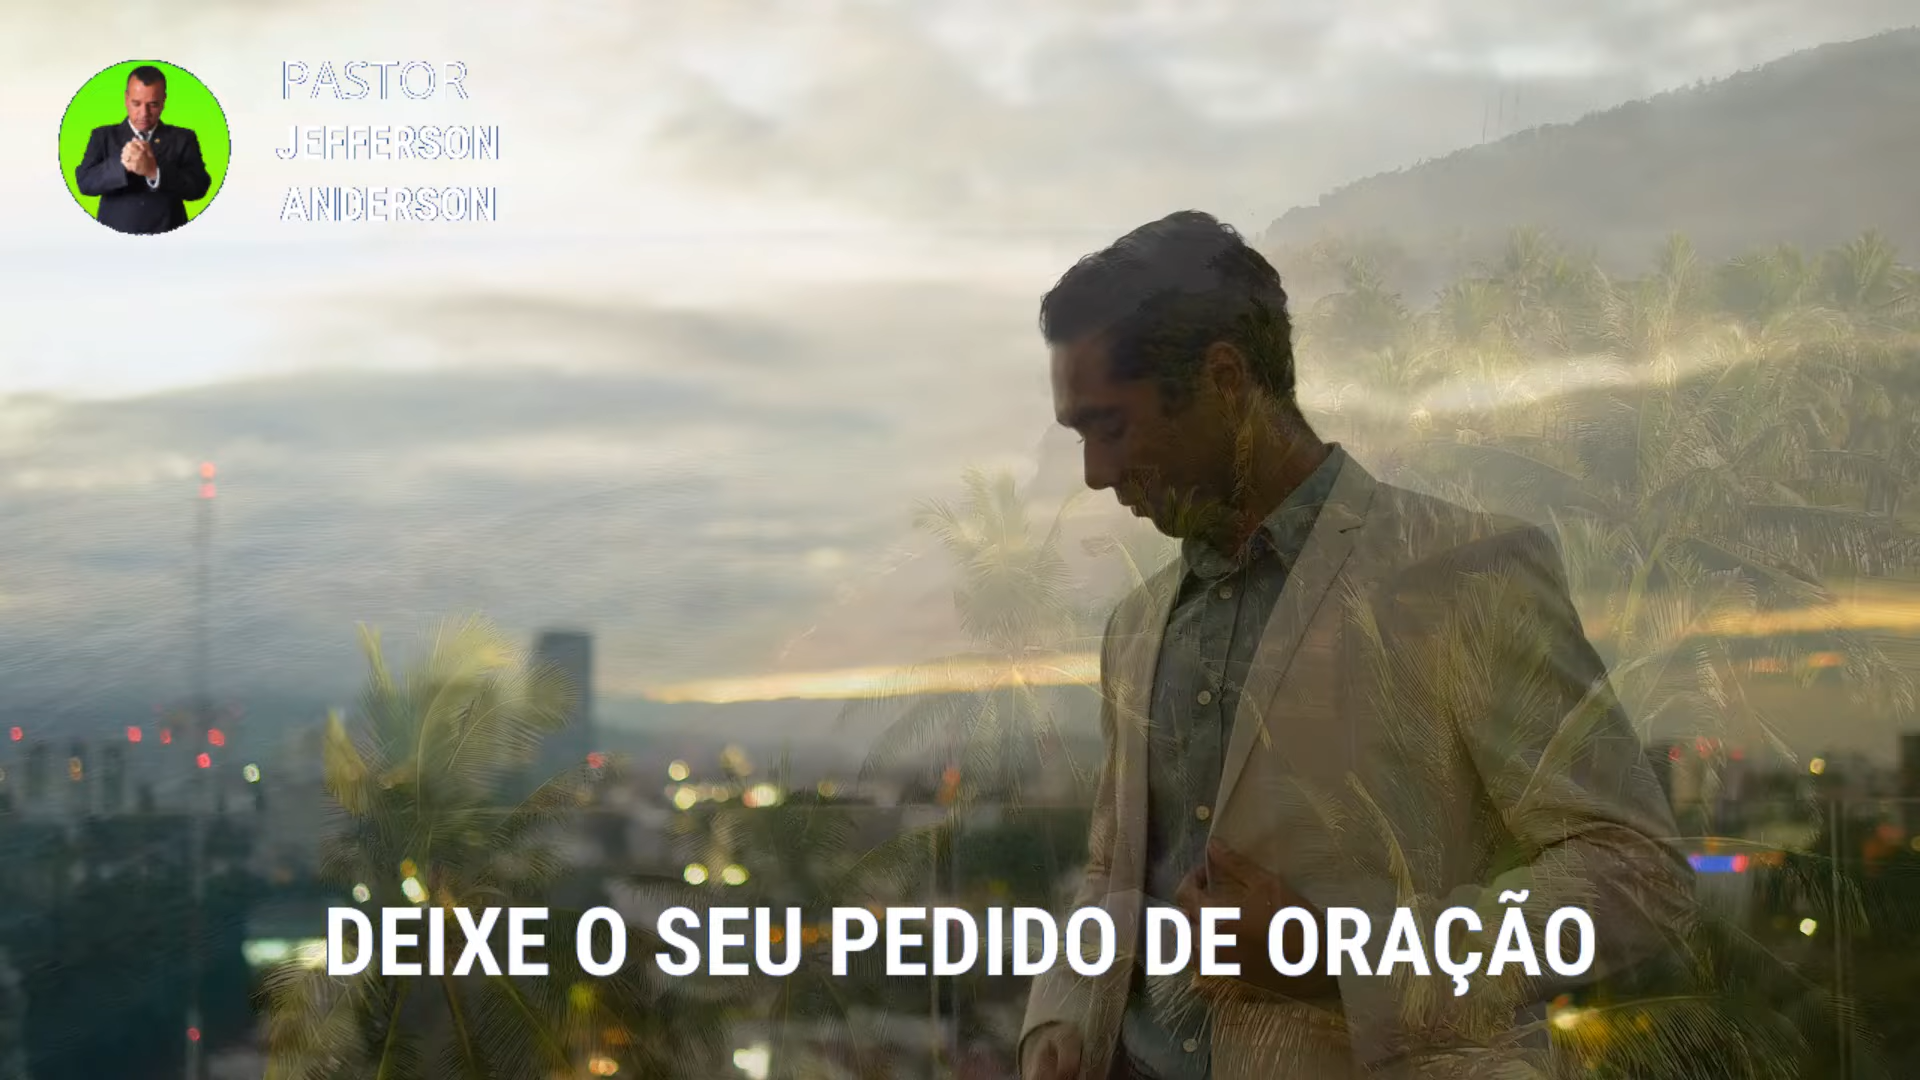 PASTOR
JEFFERSON
ANDERSON
DEIXE O SEU PEDIDO DE ORAÇÃO